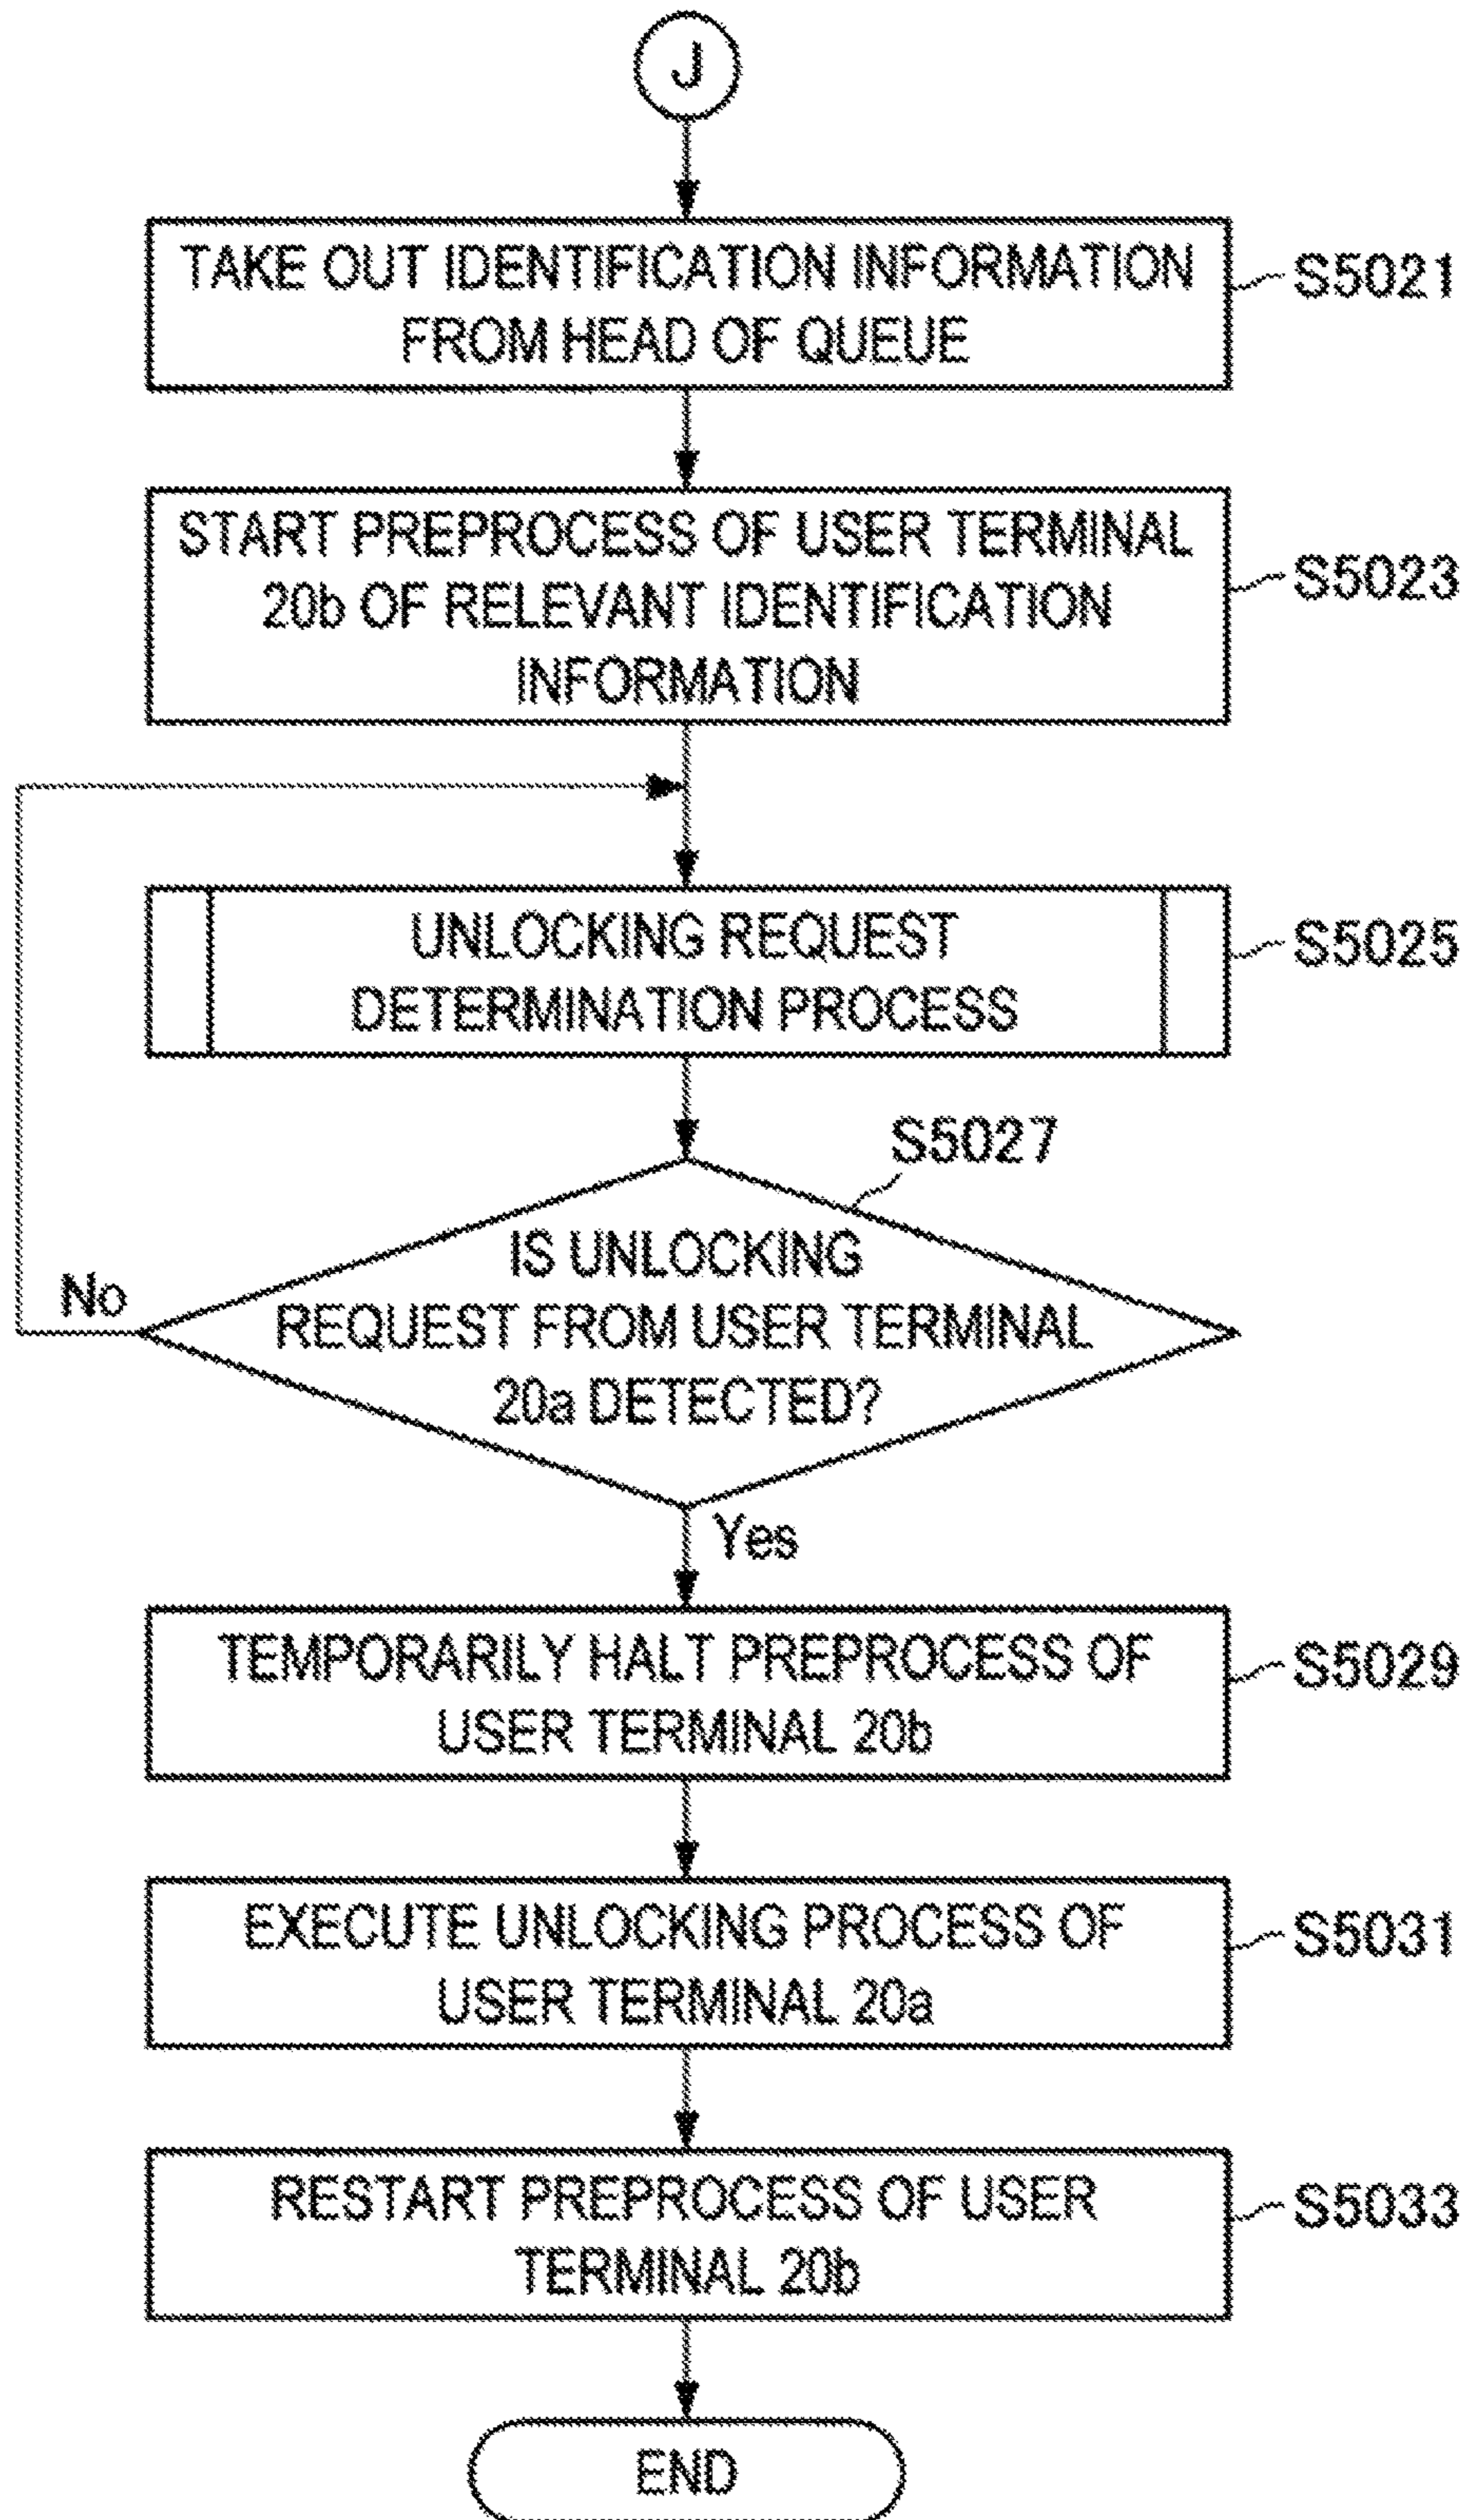 J
TAKE OUT IDENTIFICATION INFORMATION
FROM HEAD OF QUEUE
S5021
START PREPROCESS OF USER TERMINAL
20b OF RELEVANT IDENTIFICATION
INFORMATION
S5023
UNLOCKING REQUEST
DETERMINATION PROCESS
S5025
S5027
IS UNLOCKING
REQUEST FROM USER TERMINAL
20a DETECTED?
No
Yes
TEMPORARILY HALT PREPROCESS OF
USER TERMINAL 20b
S5029
EXECUTE UNLOCKING PROCESS OF
USER TERMINAL 20a
S5031
RESTART PREPROCESS OF USER
TERMINAL 20b
S5033
END